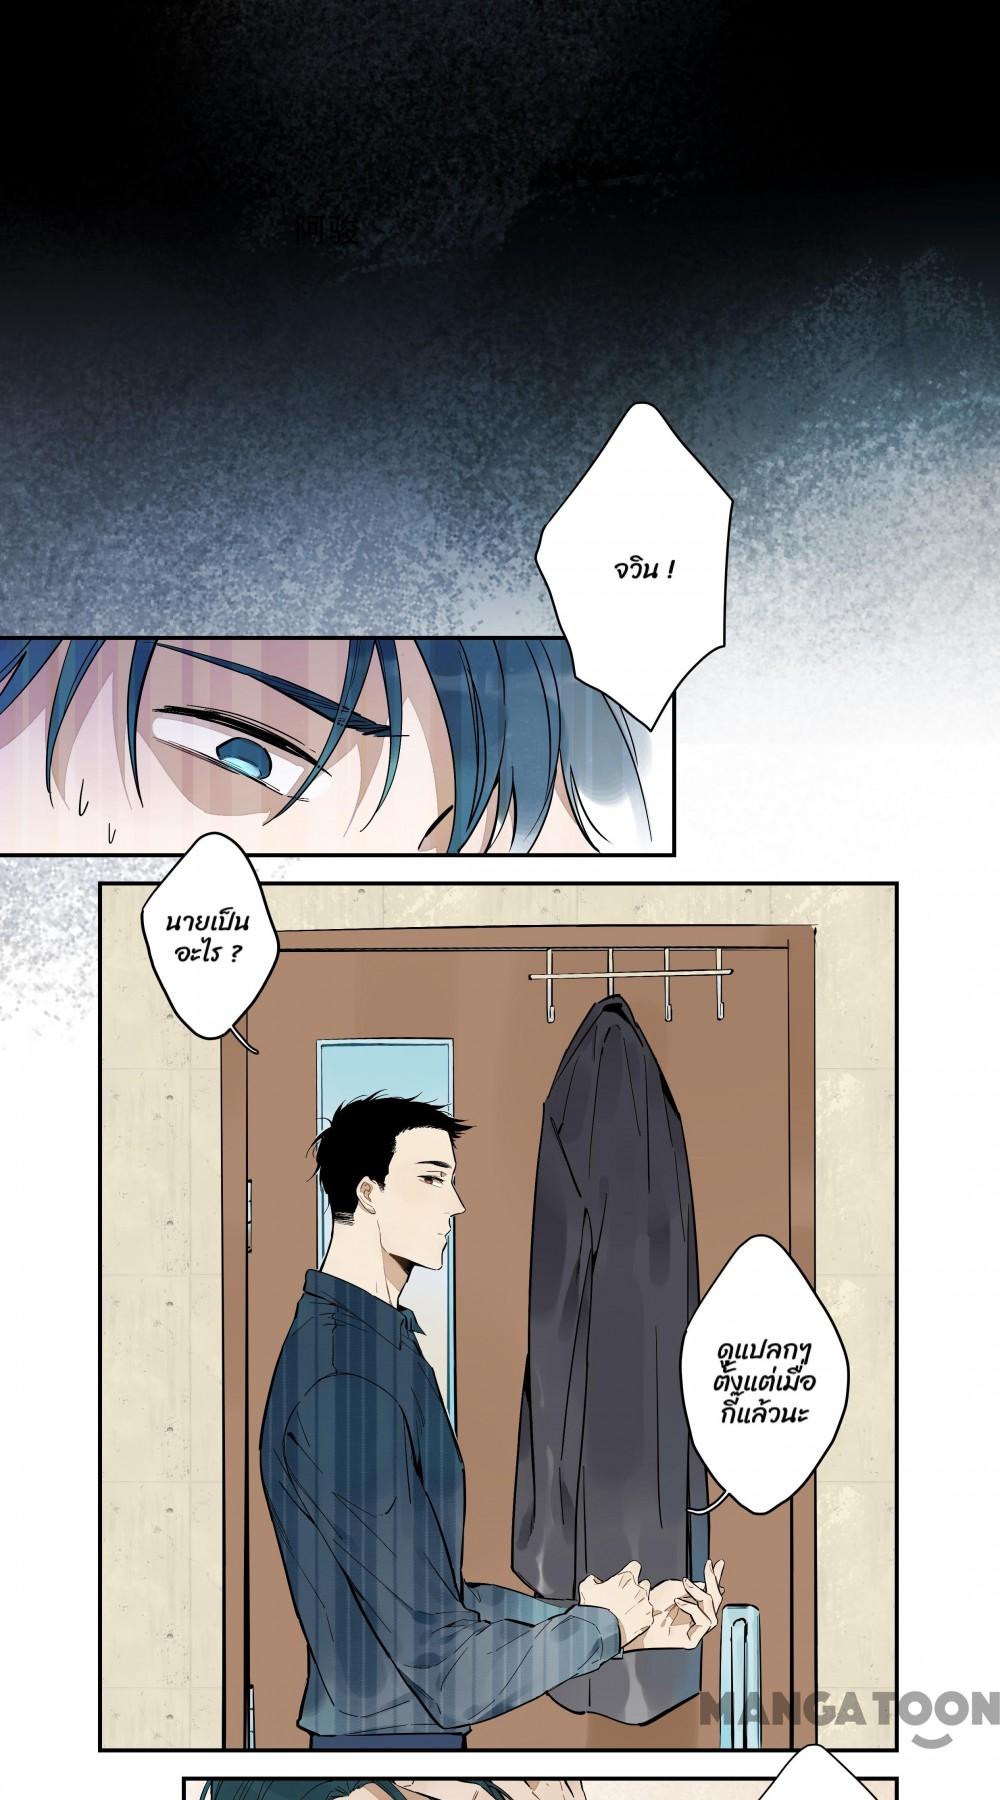 阿骏
จวิน !
นายเป็น
อะไร ?
ดูแปลกๆ
ตั้งแต่เมื่อ
กี๊แล้วนะ
MANGATOON